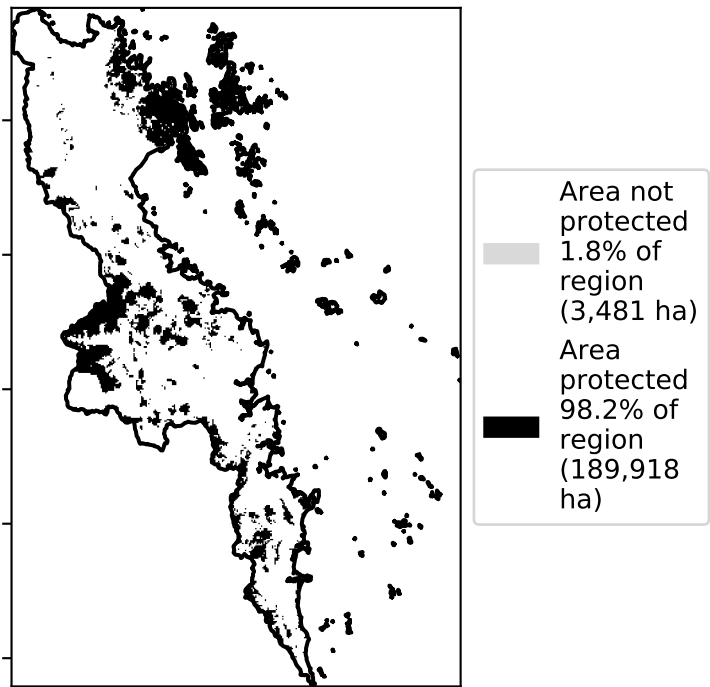 Area not
protected
1.8% of
region
(3,481 ha)
Area
protected
98.2% of
region
(189,918
ha)